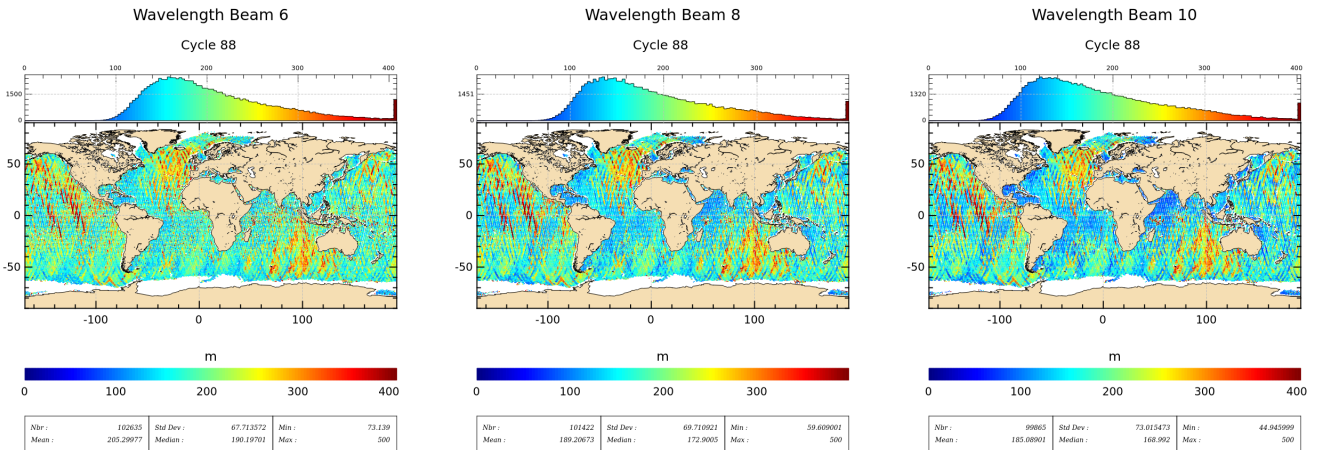 Wavelength Beam 6
Cycle 88
0 100 200 300 400
1500
0
50
0
-50
-100 0 100
m
0 100 200 300 400
Nbr : 102635 Std Dev : 67.713572 Min : 73.139
Mean : 205.29977 Median : 190.19701 Max : 500
Wavelength Beam 8
Cycle 88
0 100 200 300
1451
0
50
0
-50
-100 0 100
m
0 100 200 300
Nbr : 101422 Std Dev : 69.710921 Min : 59.609001
Mean : 189.20673 Median : 172.9005 Max : 500
Wavelength Beam 10
Cycle 88
0 100 200 300 400
1320
0
50
0
-50
-100 0 100
m
0 100 200 300 400
Nbr : 99865 Std Dev : 73.015473 Min : 44.945999
Mean : 185.08901 Median : 168.992 Max : 500